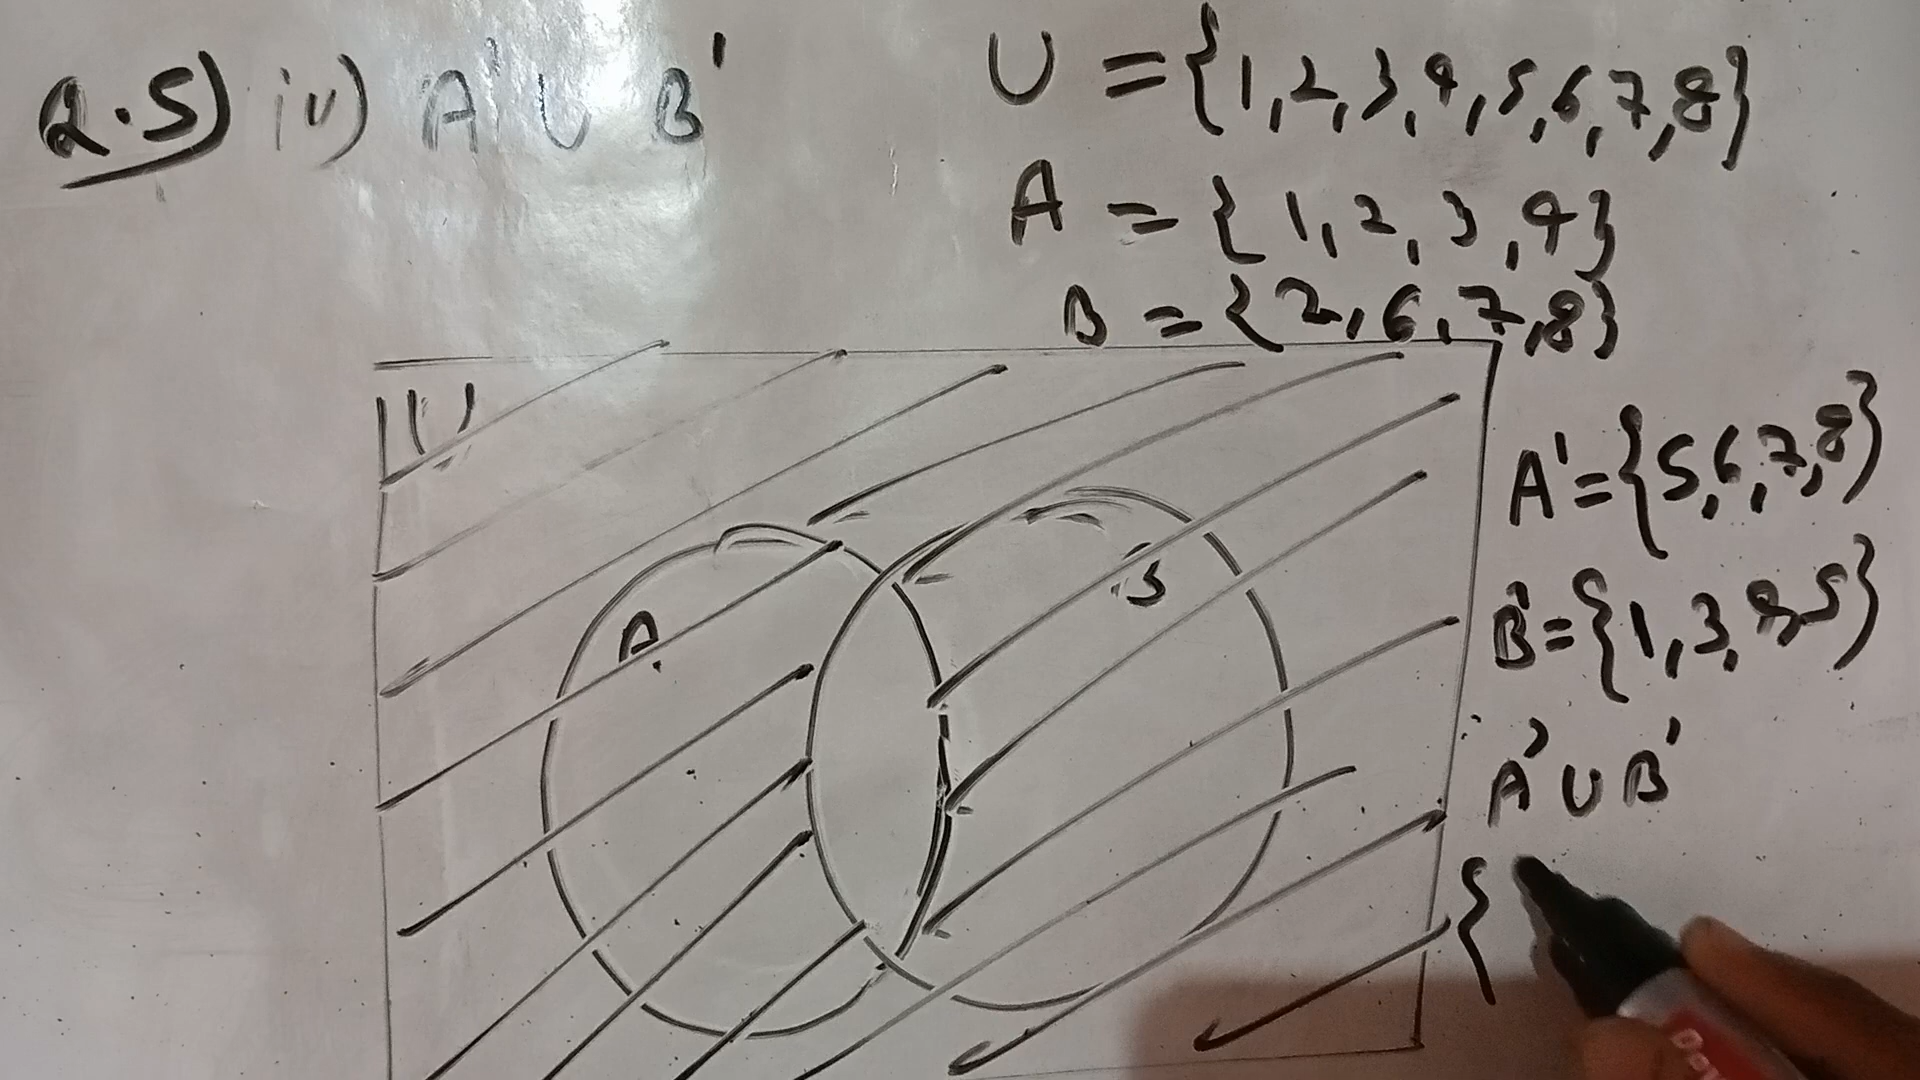 Q.5) iv) A' ∪ B'
U = {1,2,3,4,5,6,7,8}
A = {1,2,3,4}
B = {2,6,7,8}
U
A
B
A' = {5,6,7,8}
B' = {1,3,4,5}
A' ∪ B'
{